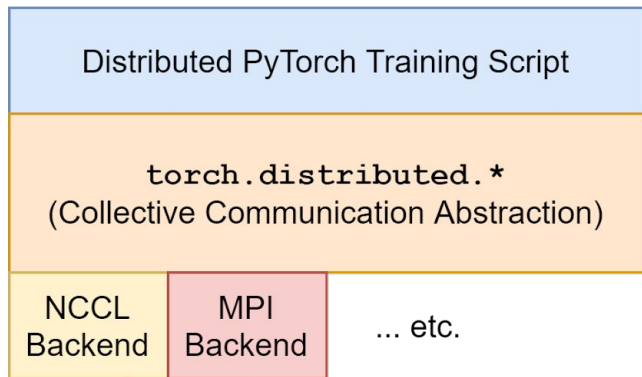 Distributed PyTorch Training Script
torch.distributed.*
(Collective Communication Abstraction)
NCCL
Backend
MPI
Backend
... etc.